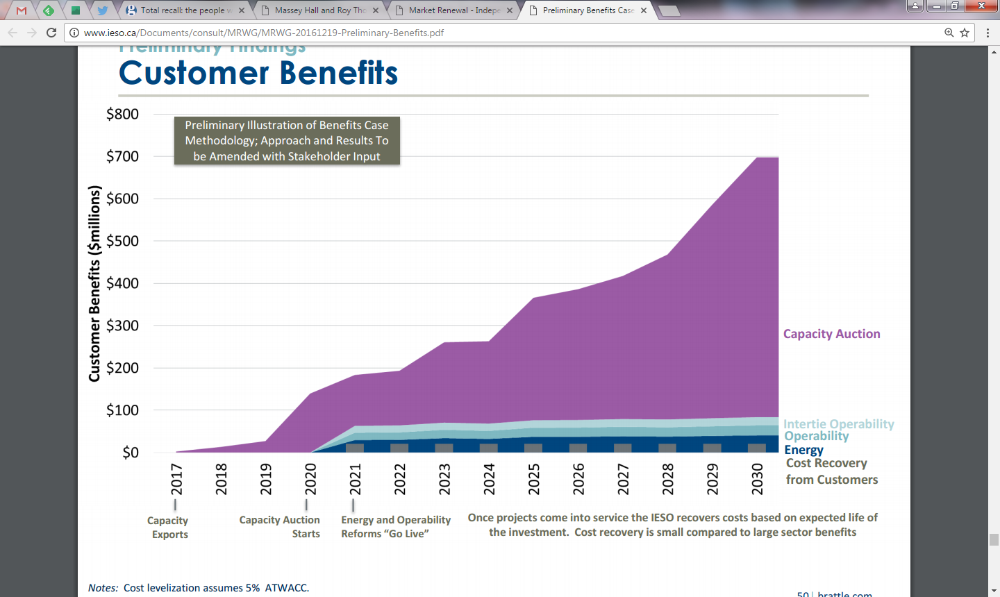 Total recall: the people w
Massey Hall and Roy Tho
Market Renewal - Indepe
Preliminary Benefits Case
www.ieso.ca/Documents/consult/MRWG/MRWG-20161219-Preliminary-Benefits.pdf
Preliminary Findings
Customer Benefits
$800
$700
$600
$500
$400
$300
$200
$100
$0
Customer Benefits ($millions)
Preliminary Illustration of Benefits Case
Methodology; Approach and Results To
be Amended with Stakeholder Input
Capacity Auction
Intertie Operability
Operability
Energy
Cost Recovery
from Customers
2017 2018 2019 2020 2021 2022 2023 2024 2025 2026 2027 2028 2029 2030
Capacity
Exports
Capacity Auction
Starts
Energy and Operability
Reforms “Go Live”
Once projects come into service the IESO recovers costs based on expected life of
the investment. Cost recovery is small compared to large sector benefits
Notes: Cost levelization assumes 5% ATWACC.
50 | brattle.com